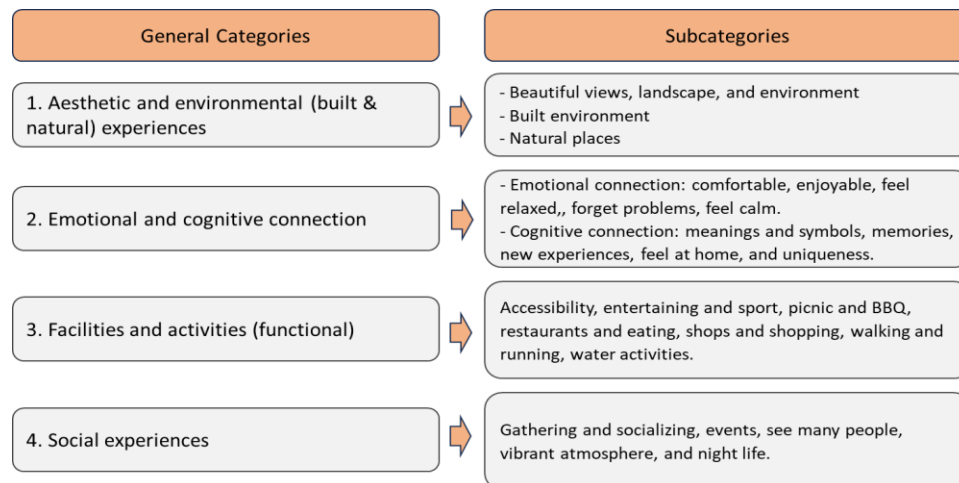 General Categories
Subcategories
1. Aesthetic and environmental (built &
natural) experiences
- Beautiful views, landscape, and environment
- Built environment
- Natural places
2. Emotional and cognitive connection
- Emotional connection: comfortable, enjoyable, feel
relaxed,, forget problems, feel calm.
- Cognitive connection: meanings and symbols, memories,
new experiences, feel at home, and uniqueness.
3. Facilities and activities (functional)
Accessibility, entertaining and sport, picnic and BBQ,
restaurants and eating, shops and shopping, walking and
running, water activities.
4. Social experiences
Gathering and socializing, events, see many people,
vibrant atmosphere, and night life.